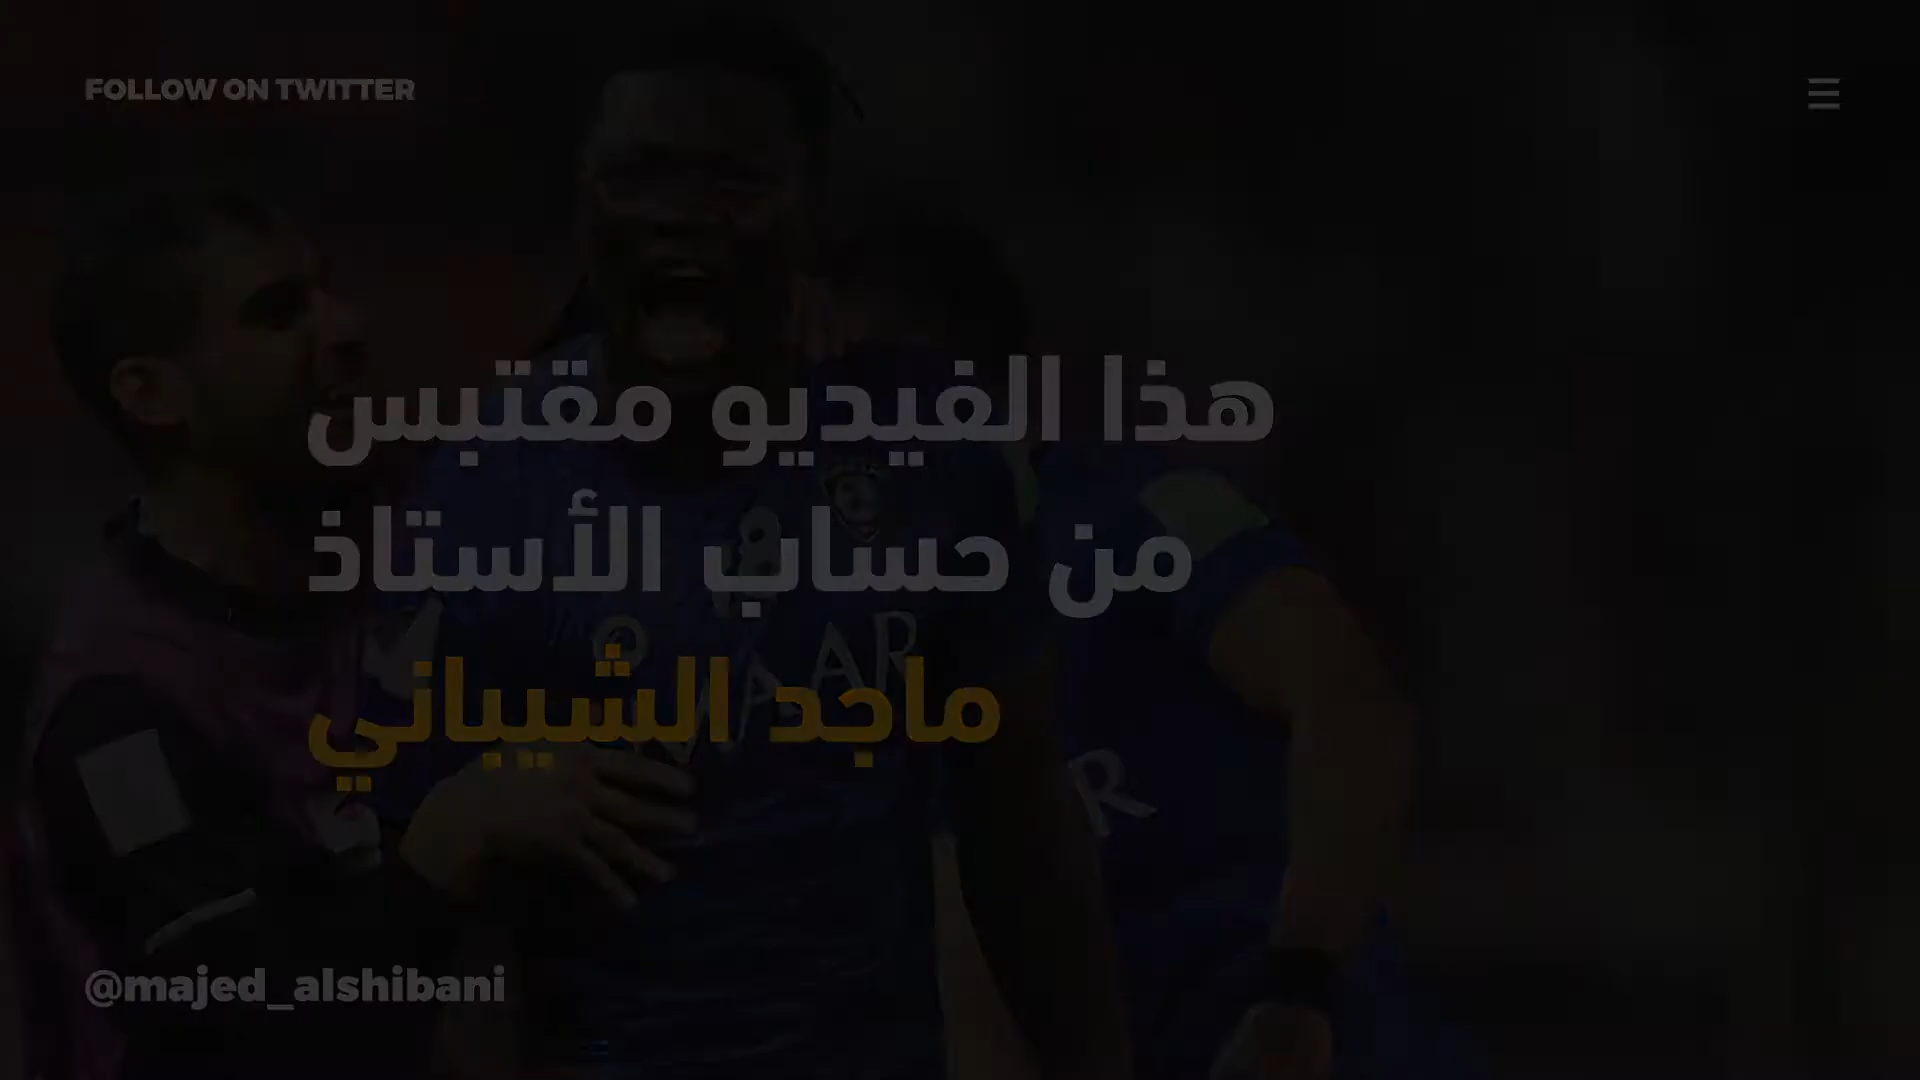 FOLLOW ON TWITTER
هذا الفيديو مقتبس
من حساب الأستاذ
ماجد الشيباني
@majed_alshibani